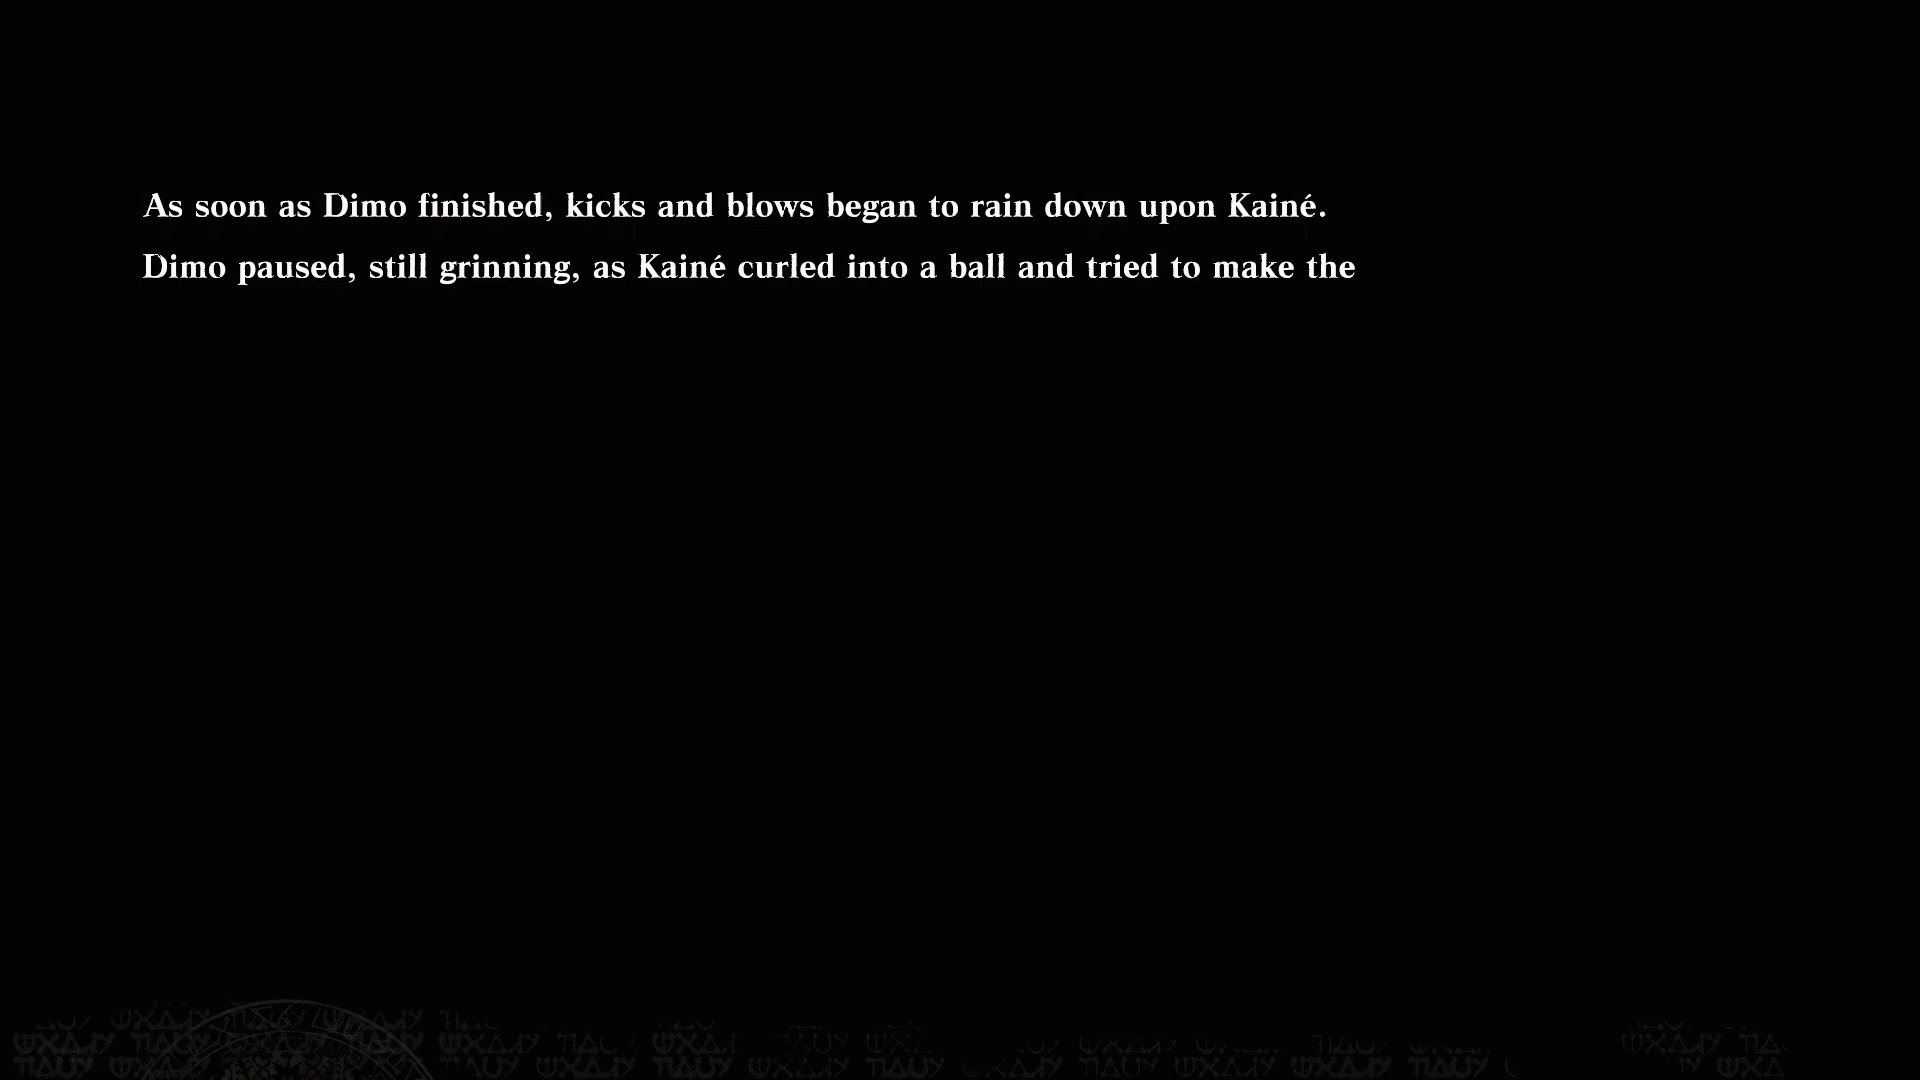 As soon as Dimo finished, kicks and blows began to rain down upon Kainé.
Dimo paused, still grinning, as Kainé curled into a ball and tried to make the